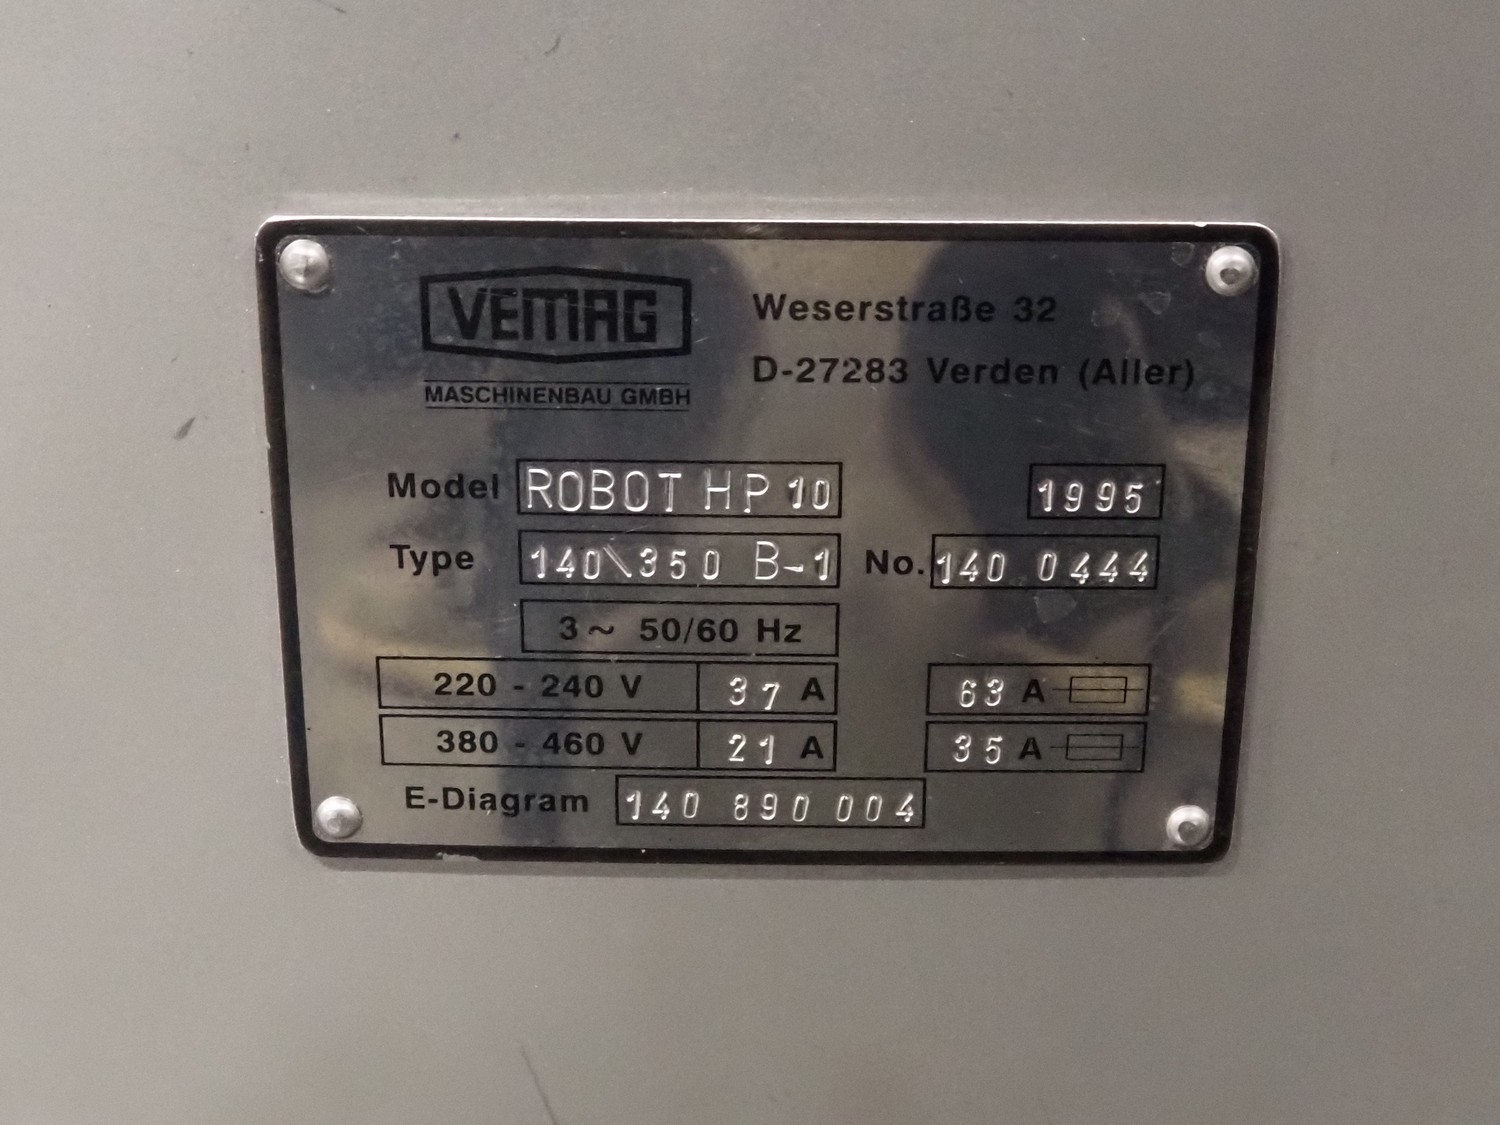 VEMAG
MASCHINENBAU GMBH
Weserstraße 32
D-27283 Verden (Aller)
Model ROBOT HP 10 1995
Type 140\350 B-1 No. 140 0444
3 ~ 50/60 Hz
220 - 240 V 37 A 63 A
380 - 460 V 21 A 35 A
E-Diagram 140 890 004